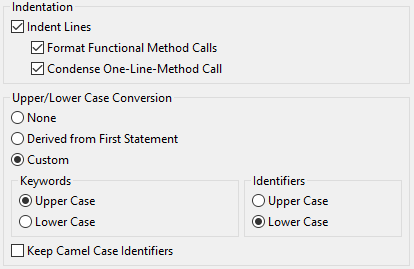 Indentation
Indent Lines
Format Functional Method Calls
Condense One-Line-Method Call
Upper/Lower Case Conversion
None
Derived from First Statement
Custom
Keywords
Upper Case
Lower Case
Identifiers
Upper Case
Lower Case
Keep Camel Case Identifiers